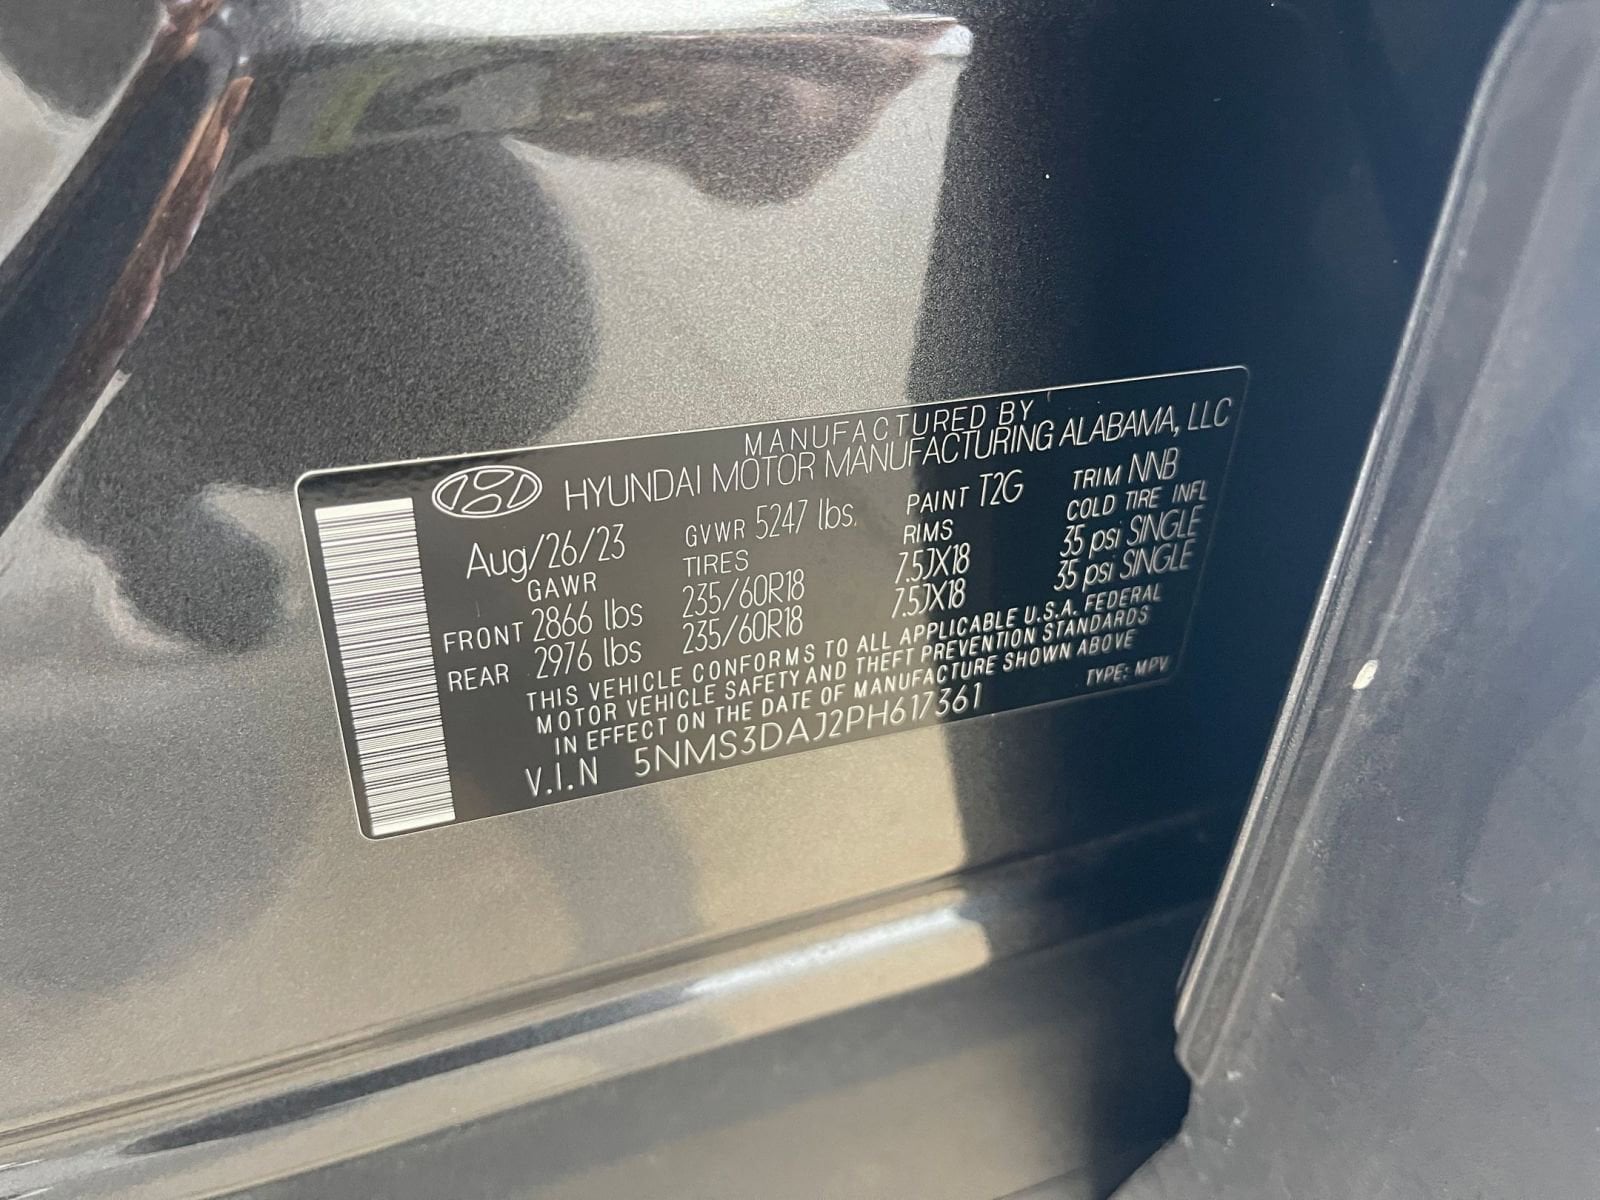 MANUFACTURED BY
HYUNDAI MOTOR MANUFACTURING ALABAMA, LLC
Aug/26/23 GVWR 5247 lbs. PAINT T2G TRIM NNB
GAWR TIRES RIMS COLD TIRE INFL
FRONT 2866 lbs 235/60R18 7.5JX18 35 psi SINGLE
REAR 2976 lbs 235/60R18 7.5JX18 35 psi SINGLE
THIS VEHICLE CONFORMS TO ALL APPLICABLE U.S.A. FEDERAL
MOTOR VEHICLE SAFETY AND THEFT PREVENTION STANDARDS
IN EFFECT ON THE DATE OF MANUFACTURE SHOWN ABOVE
V.I.N 5NMS3DAJ2PH617361 TYPE: MPV